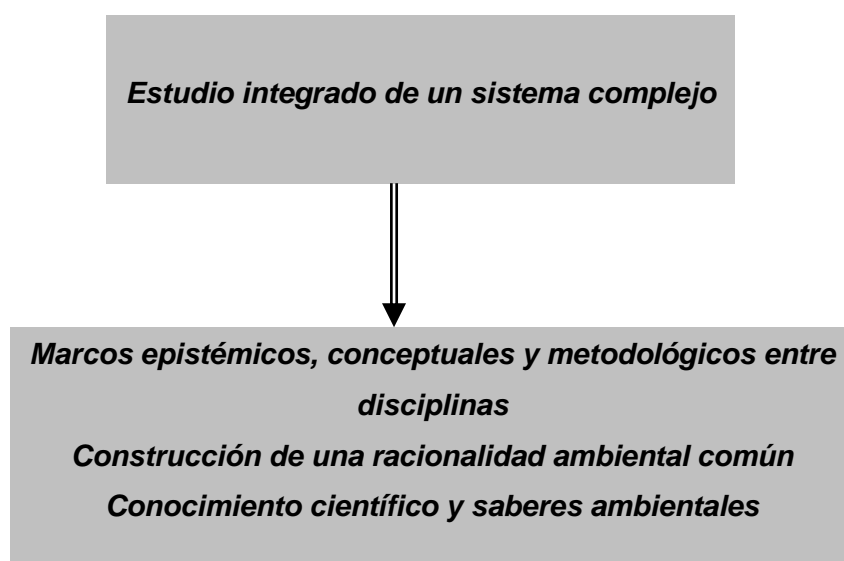 Estudio integrado de un sistema complejo
Marcos epistémicos, conceptuales y metodológicos entre
disciplinas
Construcción de una racionalidad ambiental común
Conocimiento científico y saberes ambientales